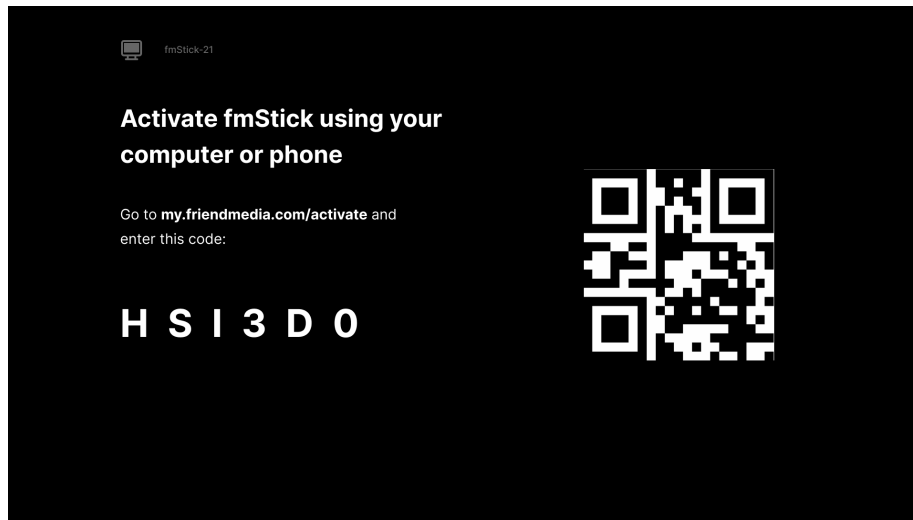 fmStick-21
Activate fmStick using your
computer or phone
Go to my.friendmedia.com/activate and
enter this code:
H S I 3 D 0